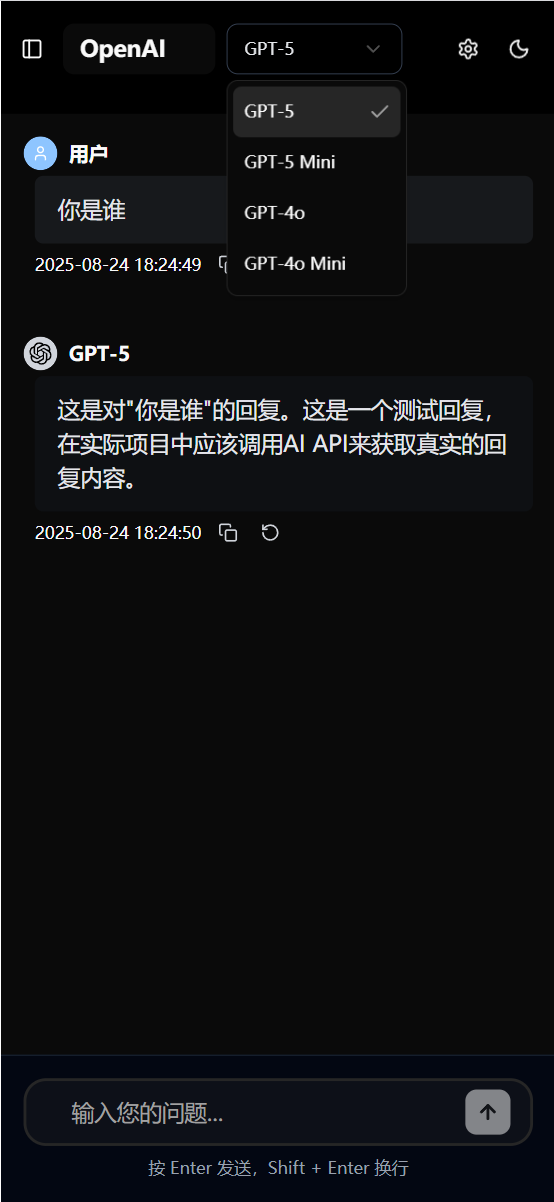 OpenAI
GPT-5
GPT-5
GPT-5 Mini
GPT-4o
GPT-4o Mini
用户
你是谁
2025-08-24 18:24:49
GPT-5
这是对"你是谁"的回复。这是一个测试回复，
在实际项目中应该调用AI API来获取真实的回
复内容。
2025-08-24 18:24:50
输入您的问题...
按 Enter 发送，Shift + Enter 换行